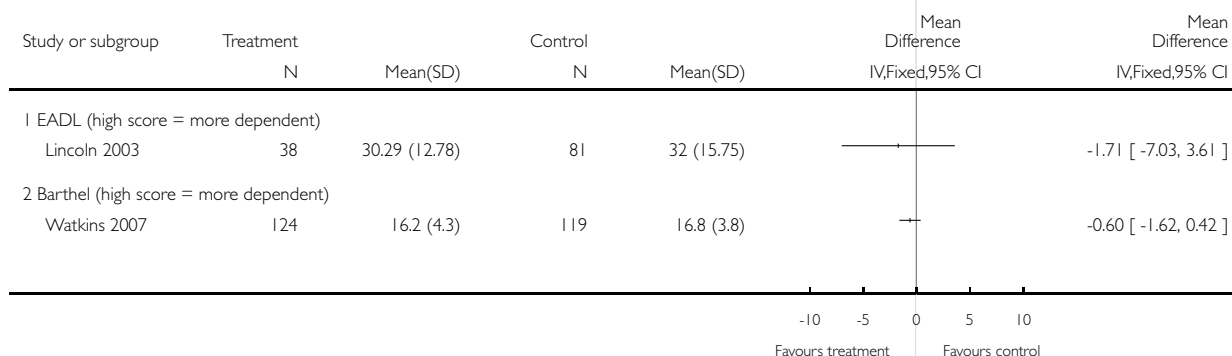 Study or subgroup Treatment Control Mean Difference Mean Difference
N Mean(SD) N Mean(SD) IV,Fixed,95% CI IV,Fixed,95% CI
1 EADL (high score = more dependent)
Lincoln 2003 38 30.29 (12.78) 81 32 (15.75) -1.71 [ -7.03, 3.61 ]
2 Barthel (high score = more dependent)
Watkins 2007 124 16.2 (4.3) 119 16.8 (3.8) -0.60 [ -1.62, 0.42 ]
-10 -5 0 5 10
Favours treatment Favours control